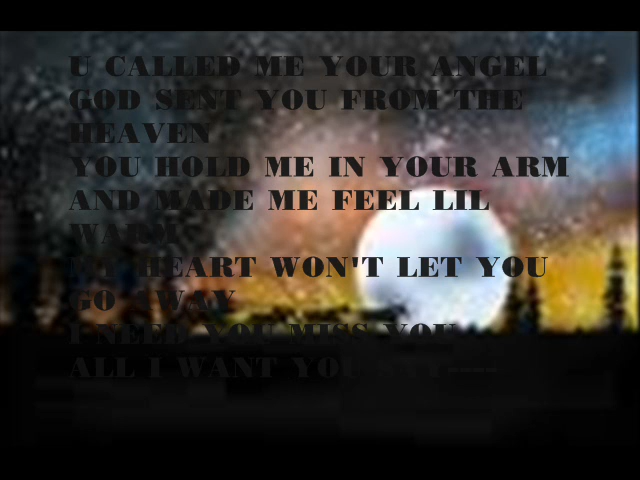 U CALLED ME YOUR ANGEL
GOD SENT YOU FROM THE
HEAVEN
YOU HOLD ME IN YOUR ARM
AND MADE ME FEEL LIL
WARM
MY HEART WON'T LET YOU
GO AWAY
I NEED YOU MISS YOU
ALL I WANT YOU SAY-----